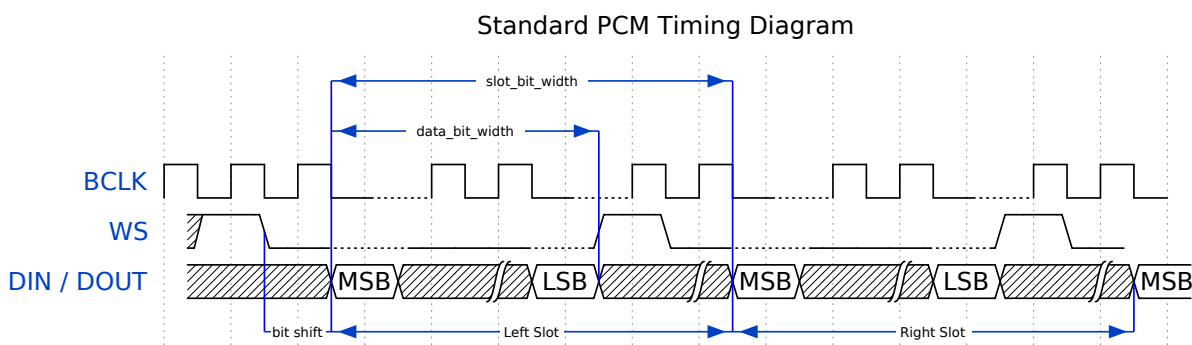 Standard PCM Timing Diagram
slot_bit_width
data_bit_width
BCLK
WS
DIN / DOUT
MSB
LSB
MSB
LSB
MSB
bit shift
Left Slot
Right Slot